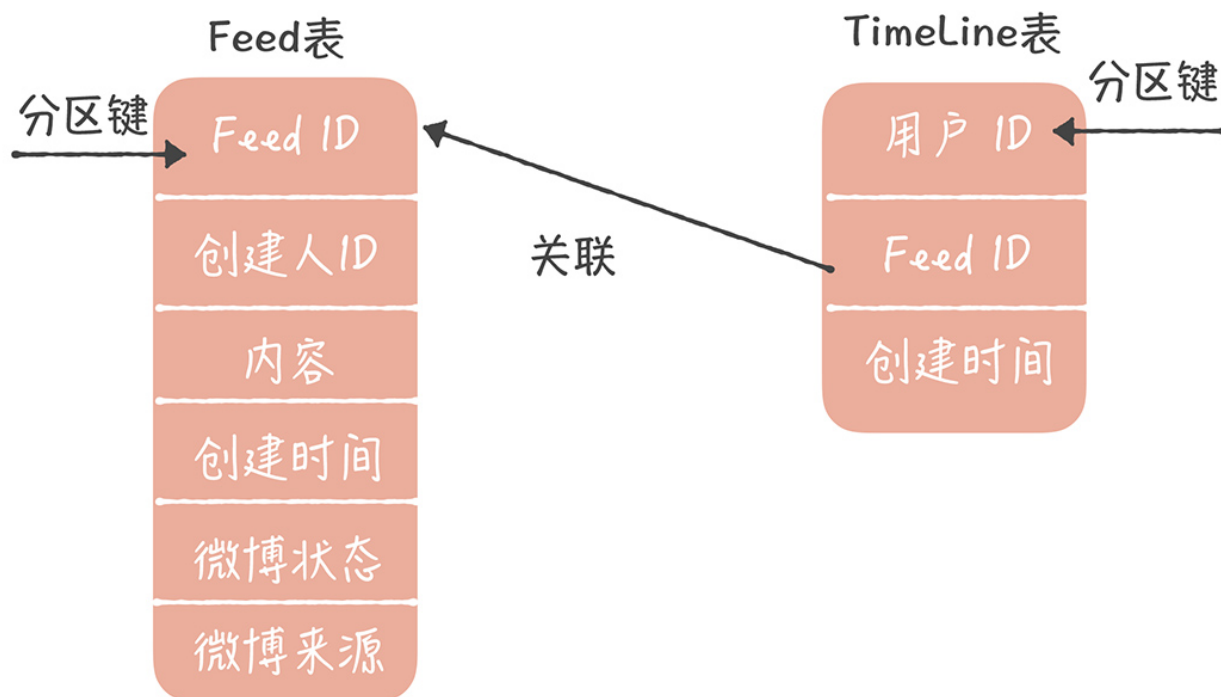 Feed表
分区键
Feed ID
创建人ID
内容
创建时间
微博状态
微博来源
关联
TimeLine表
分区键
用户 ID
Feed ID
创建时间